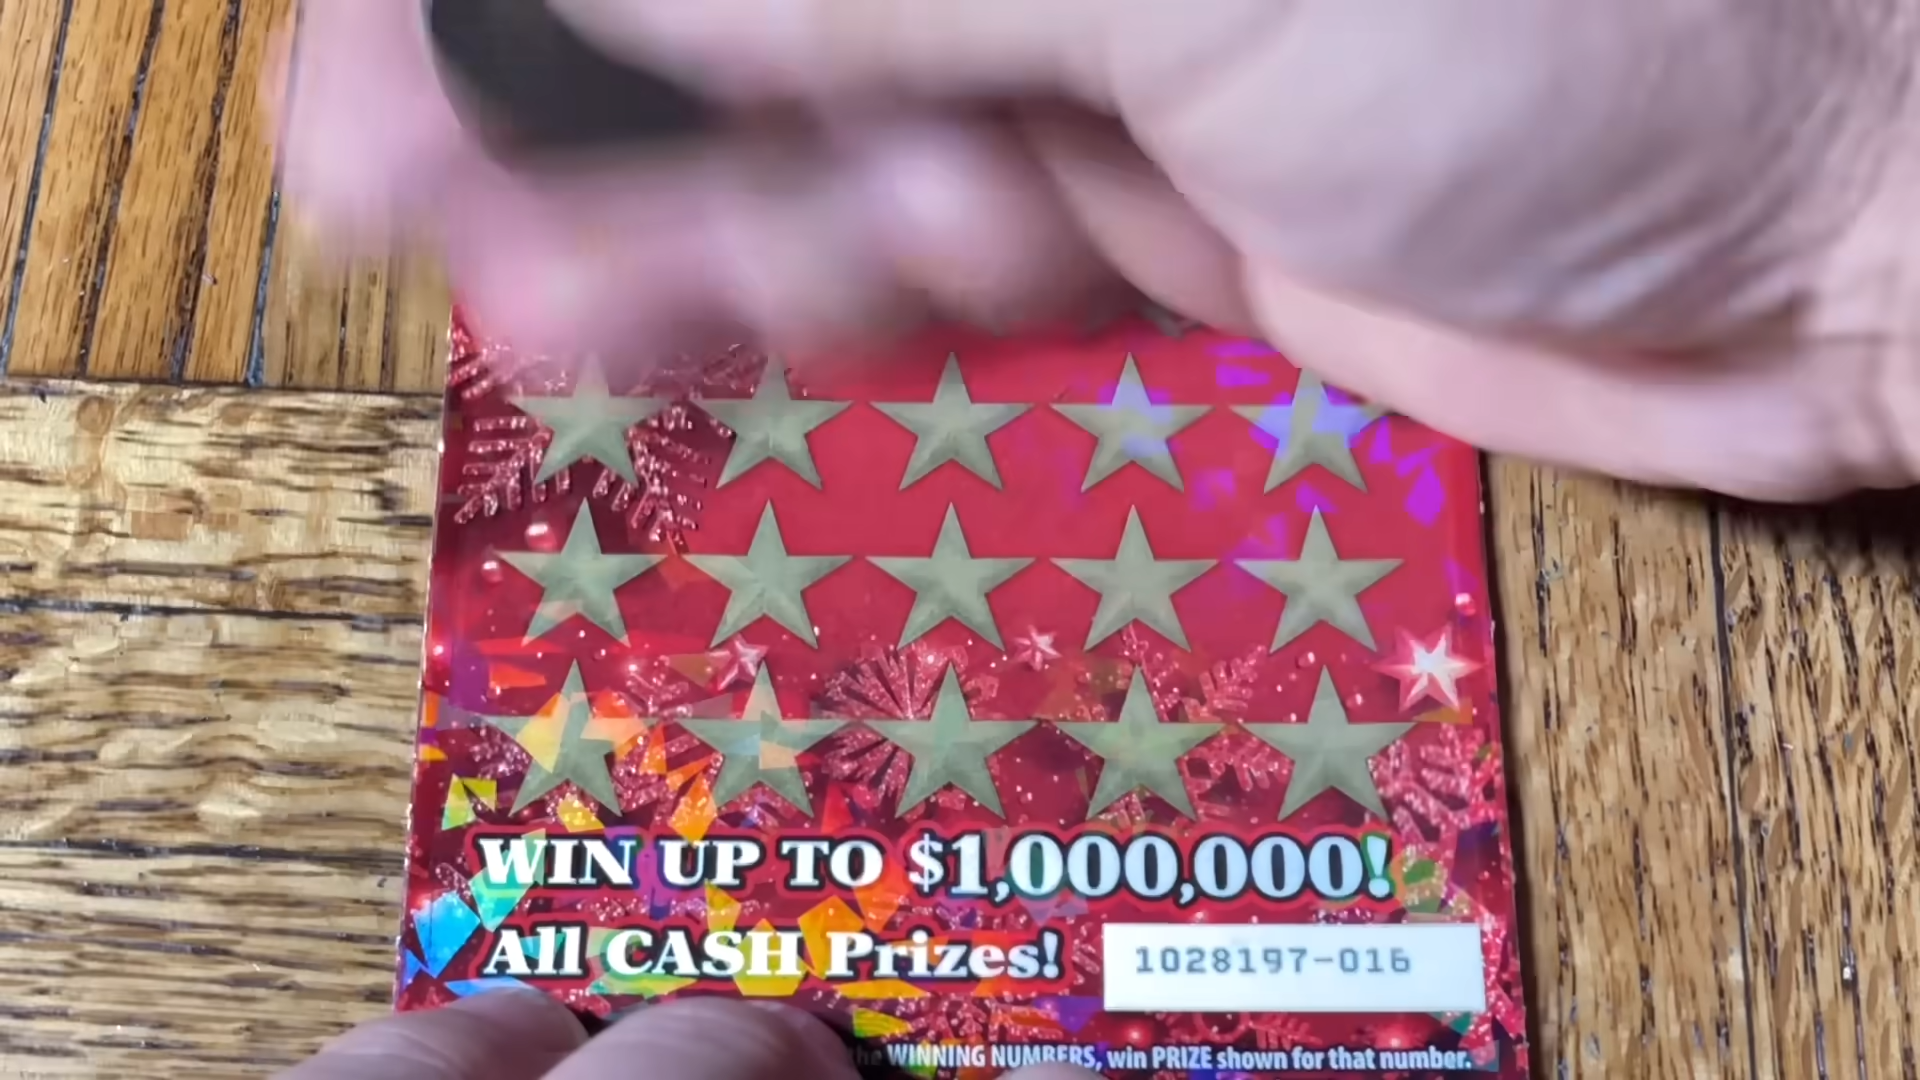 WIN UP TO $1,000,000!
All CASH Prizes!
1028197-016
WINNING NUMBERS, win PRIZE shown for that number.